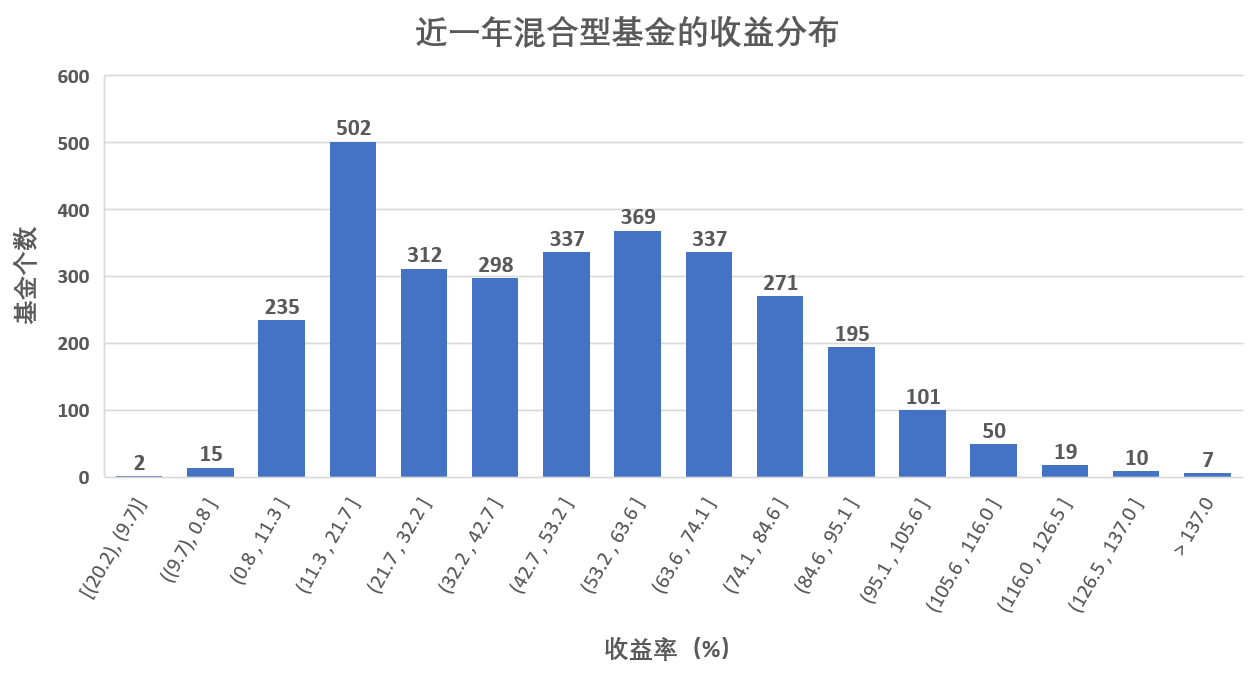 近一年混合型基金的收益分布
基金个数
600
500
400
300
200
100
0
2
15
235
502
312
298
337
369
337
271
195
101
50
19
10
7
[(20.2), (9.7)]
((9.7), 0.8 ]
(0.8 , 11.3 ]
(11.3 , 21.7 ]
(21.7 , 32.2 ]
(32.2 , 42.7 ]
(42.7 , 53.2 ]
(53.2 , 63.6 ]
(63.6 , 74.1 ]
(74.1 , 84.6 ]
(84.6 , 95.1 ]
(95.1 , 105.6 ]
(105.6 , 116.0 ]
(116.0 , 126.5 ]
(126.5 , 137.0 ]
> 137.0
收益率（%）